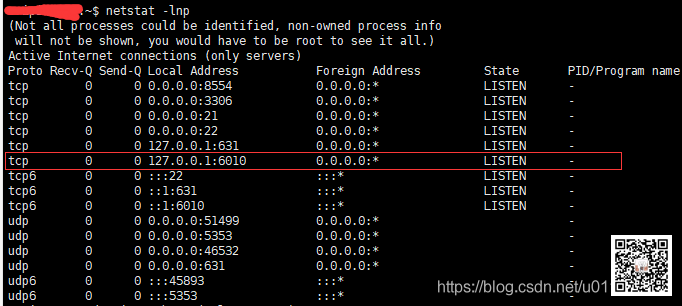 :~$ netstat -lnp
(Not all processes could be identified, non-owned process info
will not be shown, you would have to be root to see it all.)
Active Internet connections (only servers)
Proto Recv-Q Send-Q Local Address Foreign Address State PID/Program name
tcp 0 0 0.0.0.0:8554 0.0.0.0:* LISTEN -
tcp 0 0 0.0.0.0:3306 0.0.0.0:* LISTEN -
tcp 0 0 0.0.0.0:21 0.0.0.0:* LISTEN -
tcp 0 0 0.0.0.0:22 0.0.0.0:* LISTEN -
tcp 0 0 127.0.0.1:631 0.0.0.0:* LISTEN -
tcp 0 0 127.0.0.1:6010 0.0.0.0:* LISTEN -
tcp6 0 0 :::22 :::* LISTEN -
tcp6 0 0 ::1:631 :::* LISTEN -
tcp6 0 0 ::1:6010 :::* LISTEN -
udp 0 0 0.0.0.0:51499 0.0.0.0:* -
udp 0 0 0.0.0.0:5353 0.0.0.0:* -
udp 0 0 0.0.0.0:46532 0.0.0.0:* -
udp 0 0 0.0.0.0:631 0.0.0.0:* -
udp6 0 0 :::45893 :::* -
udp6 0 0 :::5353 :::* -
https://blog.csdn.net/u01